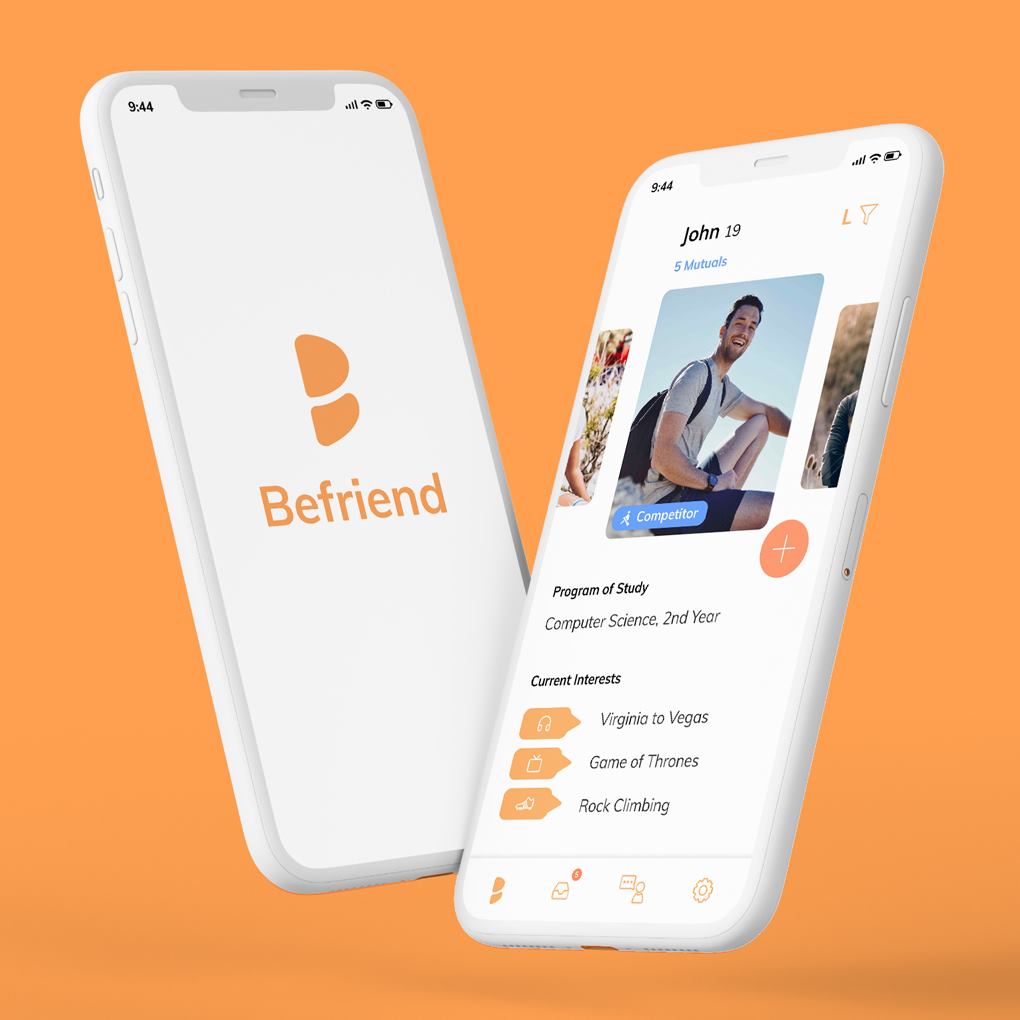 9:44
Befriend
9:44
L
John 19
5 Mutuals
Competitor
Program of Study
Computer Science, 2nd Year
Current Interests
Virginia to Vegas
Game of Thrones
Rock Climbing
5